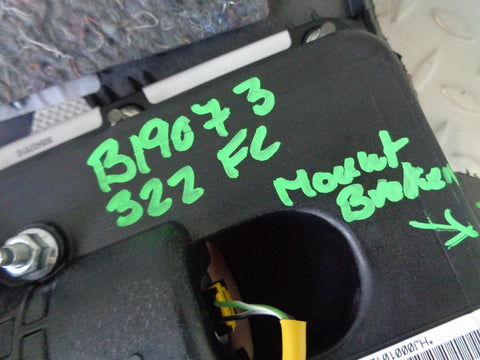 B19073
322 FL
Mount
Broken